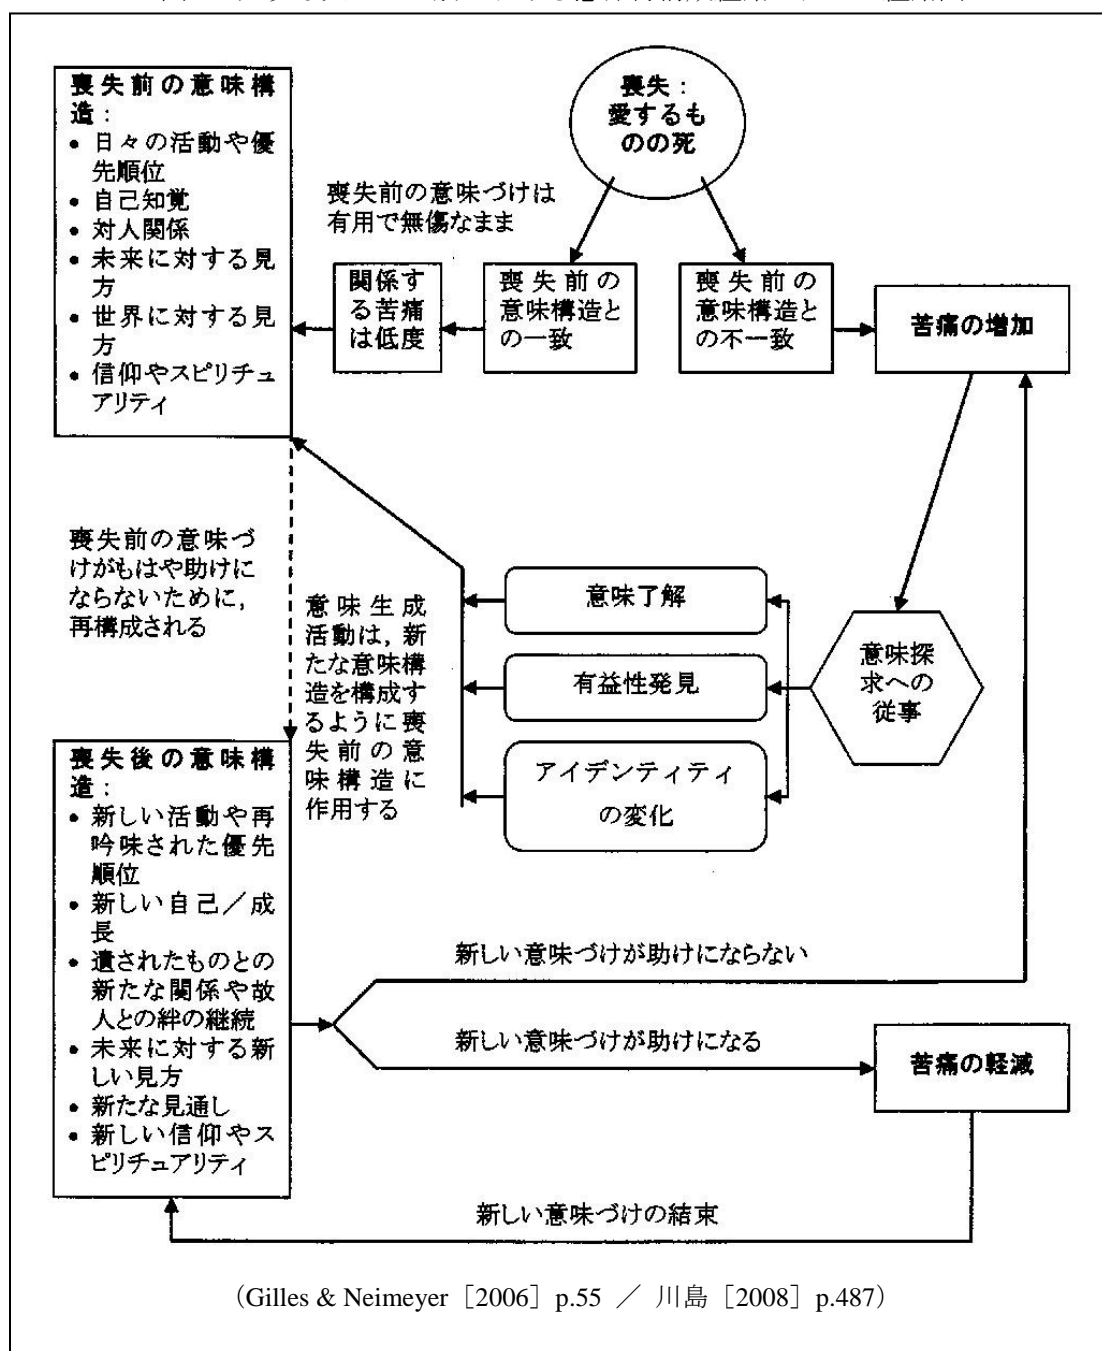 喪失前の意味構
造：
• 日々の活動や優
先順位
• 自己知覚
• 対人関係
• 未来に対する見
方
• 世界に対する見
方
• 信仰やスピリチュ
アリティ
喪失：
愛するも
のの死
喪失前の意味づけは
有用で無傷なまま
関係す
る苦痛
は低度
喪失前の
意味構造と
の一致
喪失前の
意味構造と
の不一致
苦痛の増加
喪失前の意味づ
けがもはや助けに
ならないために，
再構成される
意味生成
活動は，新
たな意味構
造を構成す
るように喪
失前の意
味構造に
作用する
意味了解
有益性発見
アイデンティティ
の変化
意味探
求への
従事
喪失後の意味構
造：
• 新しい活動や再
吟味された優先
順位
• 新しい自己／成
長
• 遺されたものとの
新たな関係や故
人との絆の継続
• 未来に対する新
しい見方
• 新たな見通し
• 新しい信仰やス
ピリチュアリティ
新しい意味づけが助けにならない
新しい意味づけが助けになる
苦痛の軽減
新しい意味づけの結束
（Gilles & Neimeyer［2006］p.55 ／ 川島［2008］p.487）